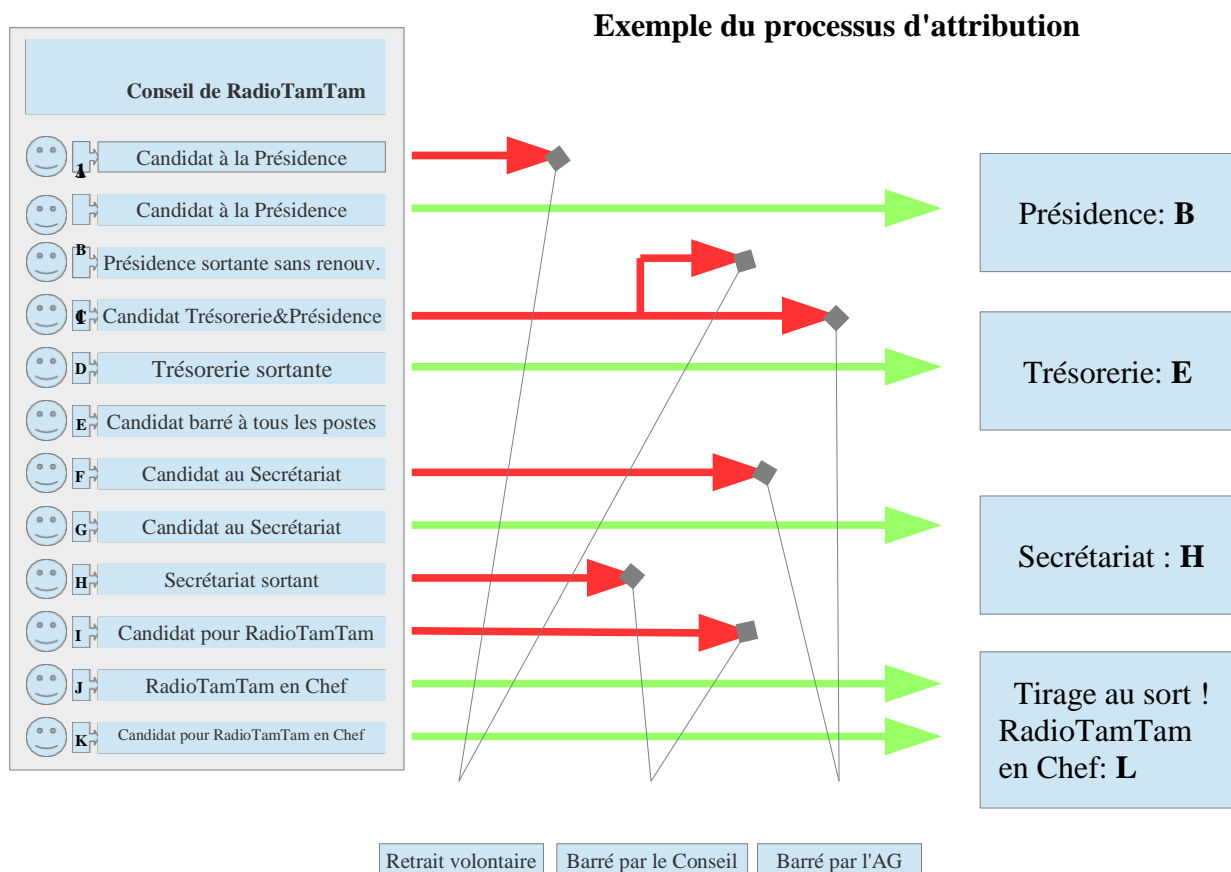 Exemple du processus d'attribution
Conseil de RadioTamTam
Candidat à la Présidence
Candidat à la Présidence
B Présidence sortante sans renouv.
Candidat Trésorerie&Présidence
D Trésorerie sortante
E Candidat barré à tous les postes
F Candidat au Secrétariat
G Candidat au Secrétariat
H Secrétariat sortant
I Candidat pour RadioTamTam
J RadioTamTam en Chef
K Candidat pour RadioTamTam en Chef
Présidence: B
Trésorerie: E
Secrétariat : H
Tirage au sort !
RadioTamTam
en Chef: L
Retrait volontaire
Barré par le Conseil
Barré par l'AG